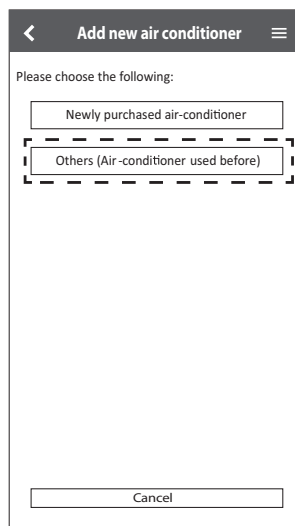 Add new air conditioner
Please choose the following:
Newly purchased air-conditioner
Others (Air-conditioner used before)
Cancel